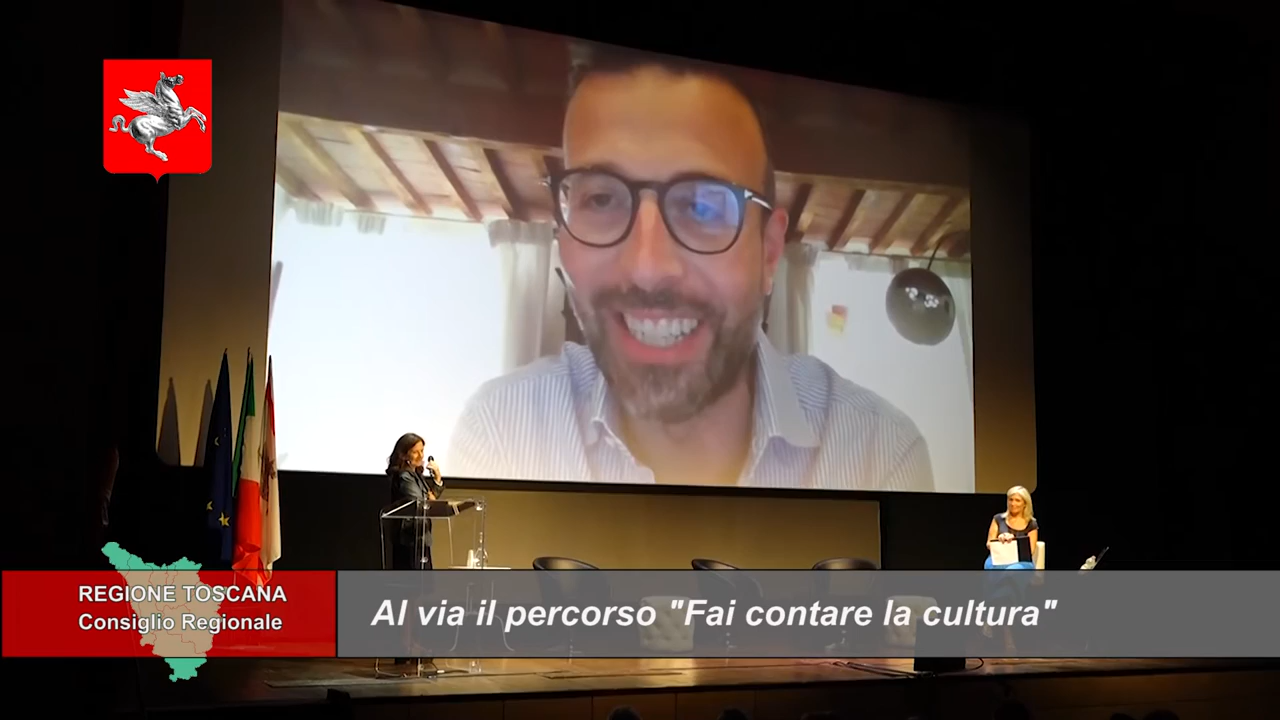 REGIONE TOSCANA
Consiglio Regionale
Al via il percorso "Fai contare la cultura"